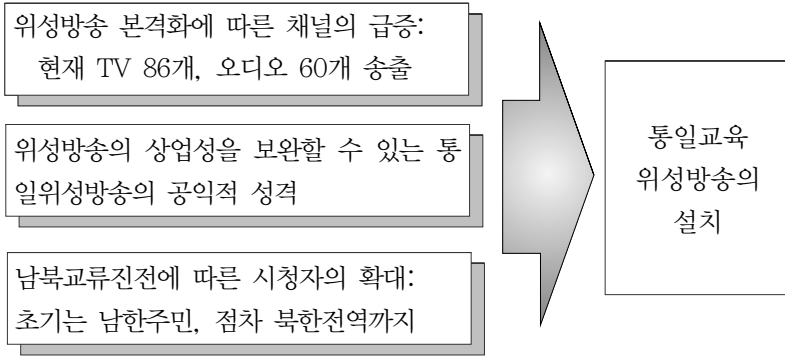 위성방송 본격화에 따른 채널의 급증:
현재 TV 86개, 오디오 60개 송출
위성방송의 상업성을 보완할 수 있는 통
일위성방송의 공익적 성격
남북교류진전에 따른 시청자의 확대:
초기는 남한주민, 점차 북한전역까지
통일교육
위성방송의
설치